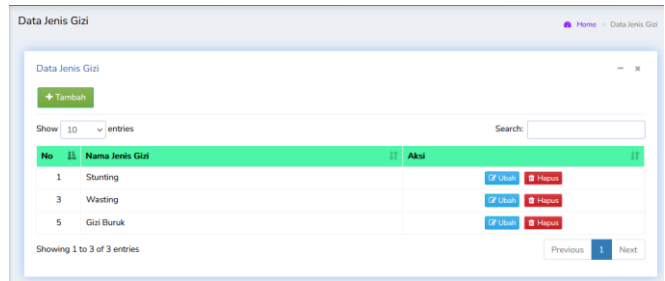 Data Jenis Gizi
Home Data Jenis Gizi
Data Jenis Gizi
+ Tambah
Show 10 entries Search:
No Nama Jenis Gizi Aksi
1 Stunting Ubah Hapus
3 Wasting Ubah Hapus
5 Gizi Buruk Ubah Hapus
Showing 1 to 3 of 3 entries Previous 1 Next